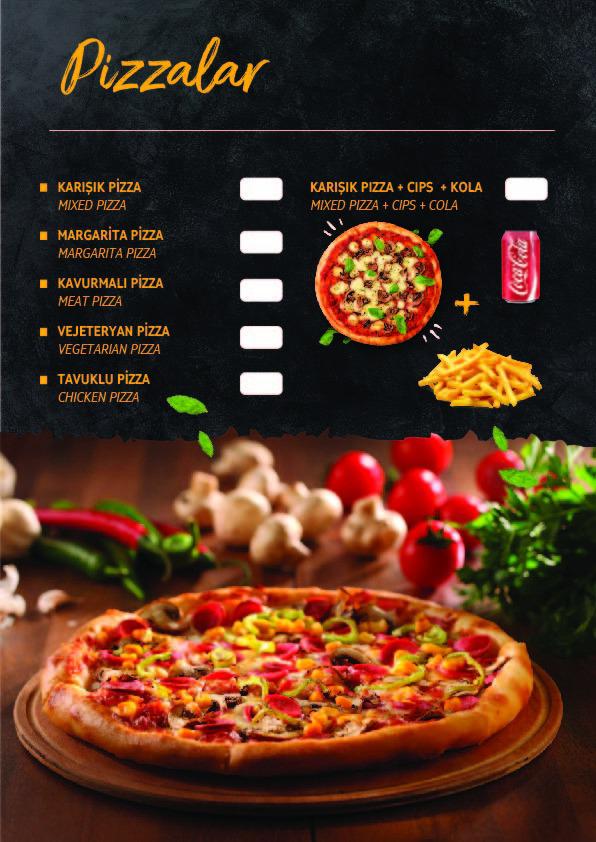 Pizzalar
KARIŞIK PİZZA
MIXED PIZZA
MARGARİTA PİZZA
MARGARITA PIZZA
KAVURMALI PİZZA
MEAT PIZZA
VEJETERYAN PİZZA
VEGETARIAN PIZZA
TAVUKLU PİZZA
CHICKEN PIZZA
KARIŞIK PIZZA + CIPS + KOLA
MIXED PIZZA + CIPS + COLA
+
Coca-Cola